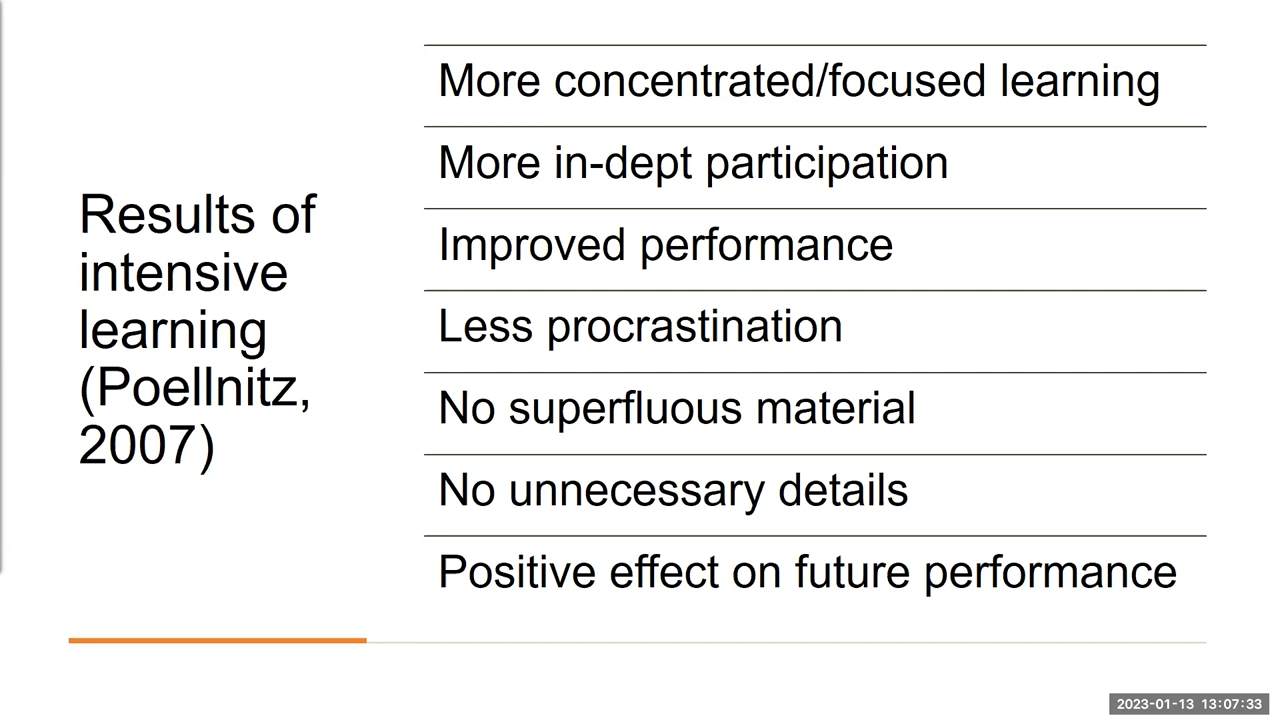 Results of
intensive
learning
(Poellnitz,
2007)
More concentrated/focused learning
More in-dept participation
Improved performance
Less procrastination
No superfluous material
No unnecessary details
Positive effect on future performance
2023-01-13 13:07:33